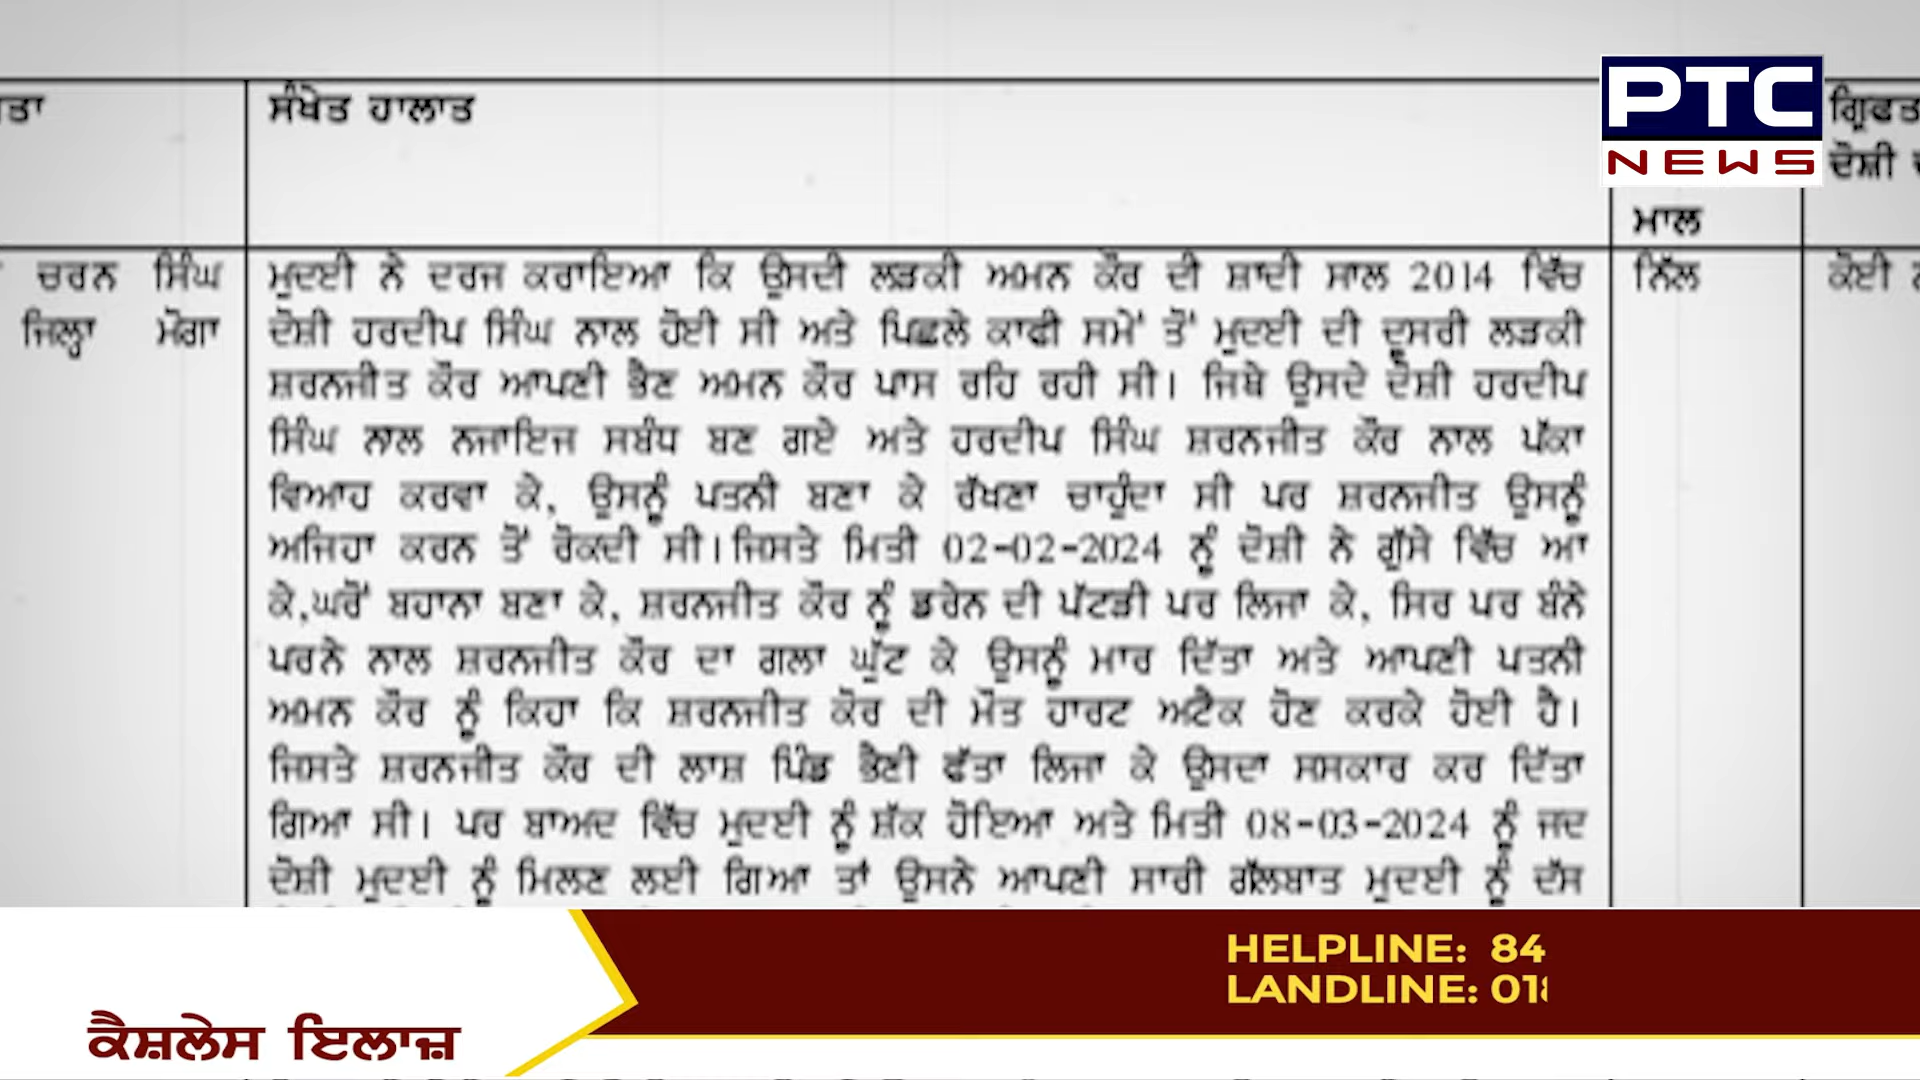 PTC
NEWS
ਤਾ
ਸੰਖੇਤ ਹਾਲਾਤ
ਮਾਲ
ਗ੍ਰਿਫਤ
ਦੋਸ਼ੀ
ਚਰਨ ਸਿੰਘ
ਜਿਲ੍ਹਾ ਮੋਗਾ
ਮੁਦਈ ਨੇ ਦਰਜ ਕਰਾਇਆ ਕਿ ਉਸਦੀ ਲੜਕੀ ਅਮਨ ਕੌਰ ਦੀ ਸ਼ਾਦੀ ਸਾਲ 2014 ਵਿੱਚ
ਦੋਸ਼ੀ ਹਰਦੀਪ ਸਿੰਘ ਨਾਲ ਹੋਈ ਸੀ ਅਤੇ ਪਿਛਲੇ ਕਾਫੀ ਸਮੇਂ ਤੋਂ ਮੁਦਈ ਦੀ ਦੂਸਰੀ ਲੜਕੀ
ਸ਼ਰਨਜੀਤ ਕੌਰ ਆਪਣੀ ਭੈਣ ਅਮਨ ਕੌਰ ਪਾਸ ਰਹਿ ਰਹੀ ਸੀ। ਜਿਥੇ ਉਸਦੇ ਦੋਸ਼ੀ ਹਰਦੀਪ
ਸਿੰਘ ਨਾਲ ਨਜਾਇਜ ਸਬੰਧ ਬਣ ਗਏ ਅਤੇ ਹਰਦੀਪ ਸਿੰਘ ਸ਼ਰਨਜੀਤ ਕੌਰ ਨਾਲ ਪੱਕਾ
ਵਿਆਹ ਕਰਵਾ ਕੇ, ਉਸਨੂੰ ਪਤਨੀ ਬਣਾ ਕੇ ਰੱਖਣਾ ਚਾਹੁੰਦਾ ਸੀ ਪਰ ਸ਼ਰਨਜੀਤ ਉਸਨੂੰ
ਅਜਿਹਾ ਕਰਨ ਤੋਂ ਰੋਕਦੀ ਸੀ।ਜਿਸਤੇ ਮਿਤੀ 02-02-2024 ਨੂੰ ਦੋਸ਼ੀ ਨੇ ਗੁੱਸੇ ਵਿੱਚ ਆ
ਕੇ,ਘਰੋਂ ਬਹਾਨਾ ਬਣਾ ਕੇ, ਸ਼ਰਨਜੀਤ ਕੌਰ ਨੂੰ ਡਰੇਨ ਦੀ ਪੱਟੜੀ ਪਰ ਲਿਜਾ ਕੇ, ਸਿਰ ਪਰ ਬੰਨੇ
ਪਰਨੇ ਨਾਲ ਸ਼ਰਨਜੀਤ ਕੌਰ ਦਾ ਗਲਾ ਘੁੱਟ ਕੇ ਉਸਨੂੰ ਮਾਰ ਦਿੱਤਾ ਅਤੇ ਆਪਣੀ ਪਤਨੀ
ਅਮਨ ਕੌਰ ਨੂੰ ਕਿਹਾ ਕਿ ਸ਼ਰਨਜੀਤ ਕੌਰ ਦੀ ਮੌਤ ਹਾਰਟ ਅਟੈਕ ਹੋਣ ਕਰਕੇ ਹੋਈ ਹੈ।
ਜਿਸਤੇ ਸ਼ਰਨਜੀਤ ਕੌਰ ਦੀ ਲਾਸ਼ ਪਿੰਡ ਭੈਣੀ ਫੱਤਾ ਲਿਜਾ ਕੇ ਉਸਦਾ ਸਸਕਾਰ ਕਰ ਦਿੱਤਾ
ਗਿਆ ਸੀ। ਪਰ ਬਾਅਦ ਵਿੱਚ ਮੁਦਈ ਨੂੰ ਸ਼ੱਕ ਹੋਇਆ ਅਤੇ ਮਿਤੀ 08-03-2024 ਨੂੰ ਜਦ
ਦੋਸ਼ੀ ਮੁਦਈ ਨੂੰ ਮਿਲਣ ਲਈ ਗਿਆ ਤਾਂ ਉਸਨੇ ਆਪਣੀ ਸਾਰੀ ਗੱਲਬਾਤ ਮੁਦਈ ਨੂੰ ਦੱਸ
ਨਿੱਲ
ਕੋਈ
HELPLINE: 84
LANDLINE: 018
ਕੈਸ਼ਲੇਸ ਇਲਾਜ਼